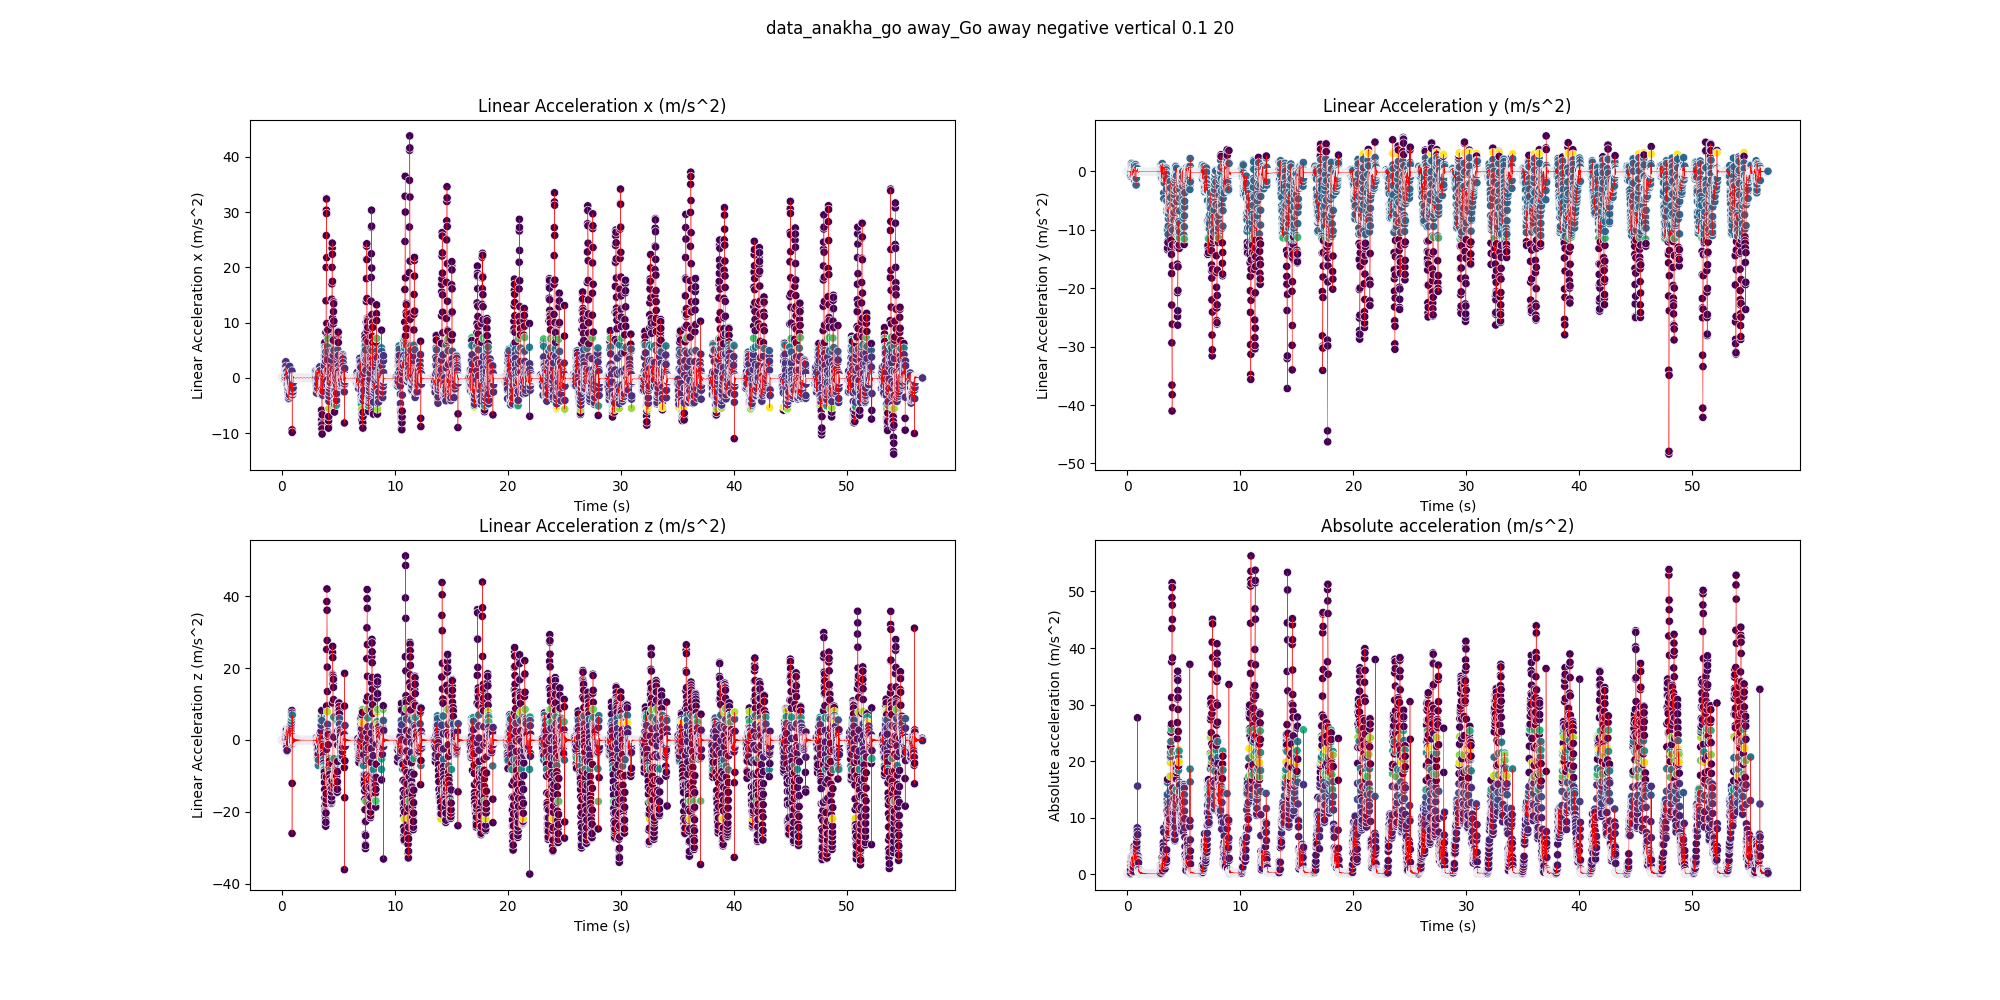 data_anakha_go away_Go away negative vertical 0.1 20
Linear Acceleration x (m/s^2)
Linear Acceleration x (m/s^2)
40
30
20
10
0
−10
0 10 20 30 40 50
Time (s)
Linear Acceleration y (m/s^2)
Linear Acceleration y (m/s^2)
0
−10
−20
−30
−40
−50
0 10 20 30 40 50
Time (s)
Linear Acceleration z (m/s^2)
Linear Acceleration z (m/s^2)
40
20
0
−20
−40
0 10 20 30 40 50
Time (s)
Absolute acceleration (m/s^2)
Absolute acceleration (m/s^2)
50
40
30
20
10
0
0 10 20 30 40 50
Time (s)